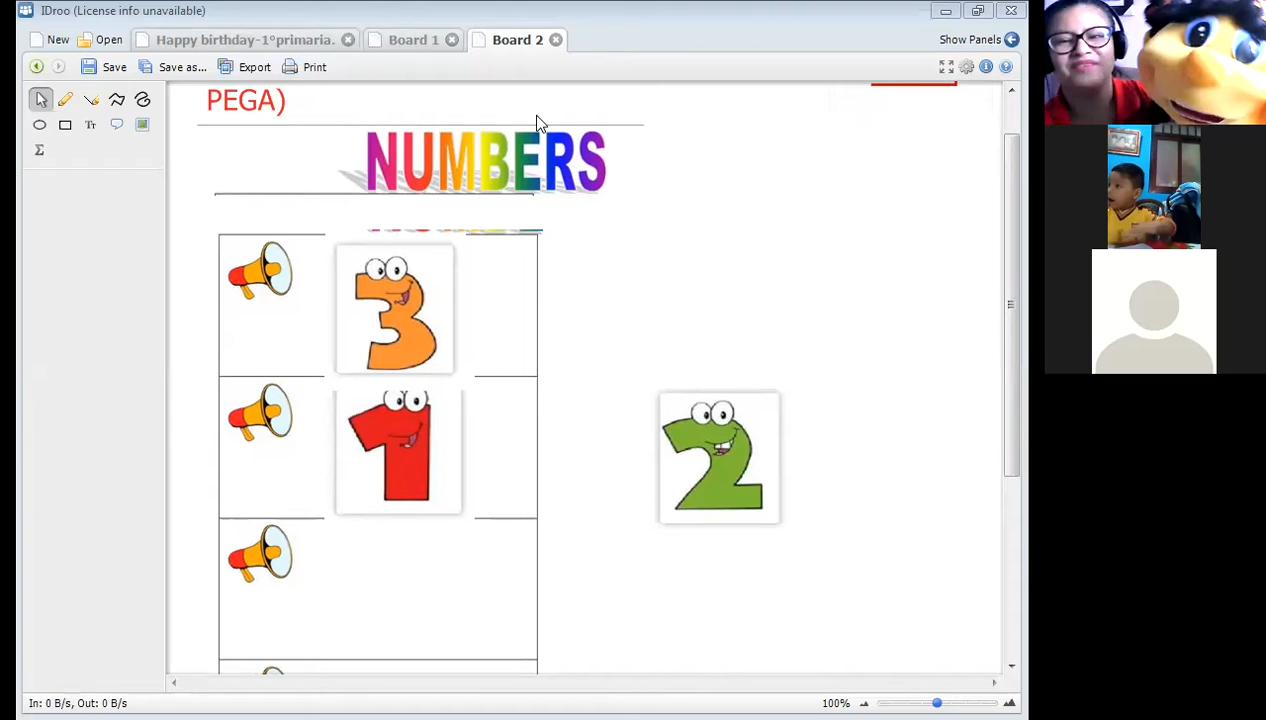 IDroo (License info unavailable)
New Open Happy birthday-1°primaria. Board 1 Board 2 Show Panels
Save Save as... Export Print
Tт
Σ
PEGA)
NUMBERS
3
1
2
In: 0 B/s, Out: 0 B/s 100%